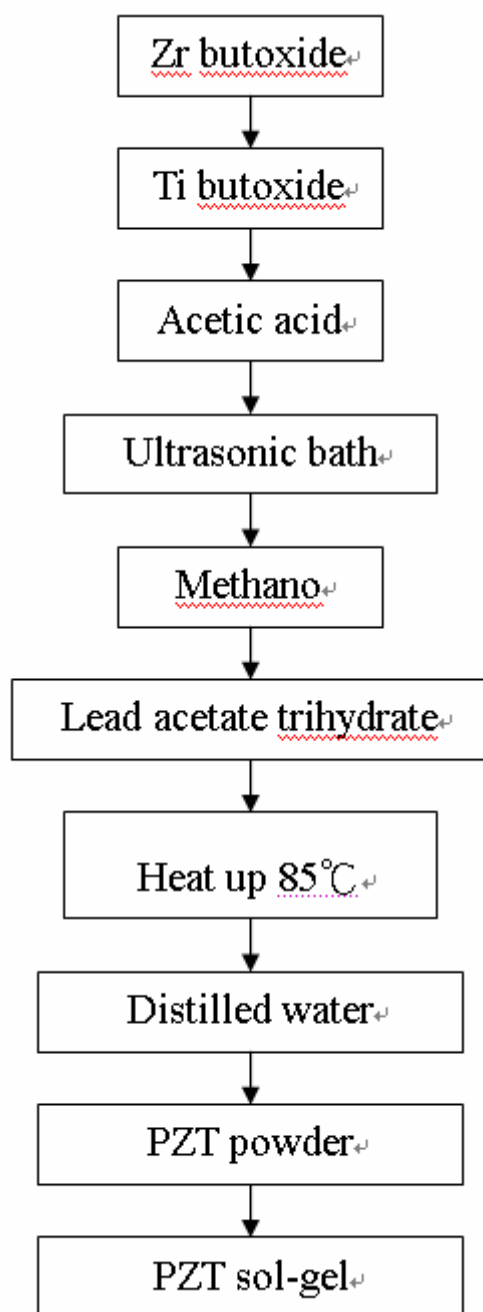 Zr butoxide
Ti butoxide
Acetic acid
Ultrasonic bath
Methano
Lead acetate trihydrate
Heat up 85℃
Distilled water
PZT powder
PZT sol-gel